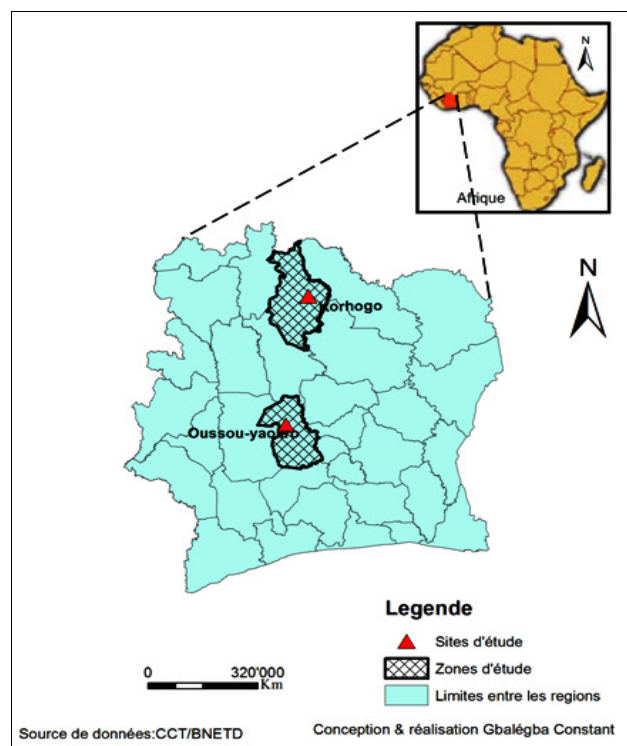 N
Afrique
N
Korhogo
Oussou-yaokro
Legende
Sites d'étude
Zones d'étude
Limites entre les regions
0 320'000
Km
Source de données:CCT/BNETD
Conception & réalisation Gbalégba Constant